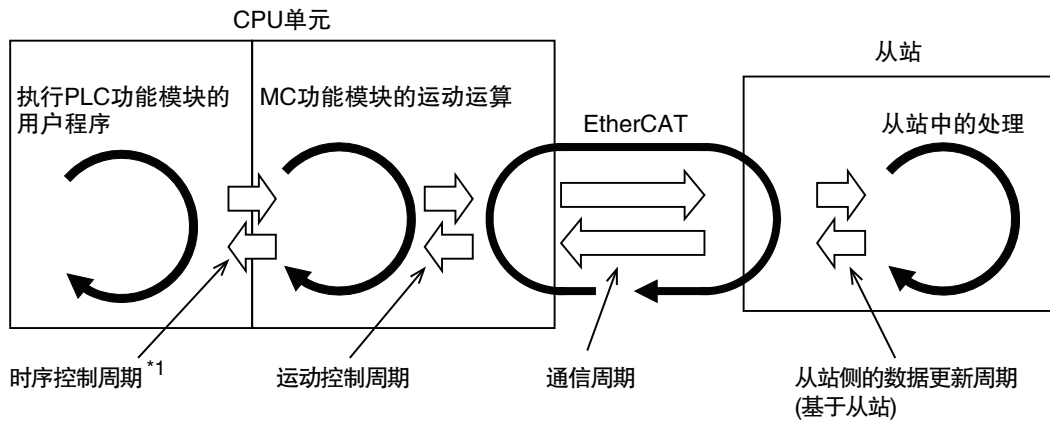 CPU单元
从站
执行PLC功能模块的
用户程序
MC功能模块的运动运算
EtherCAT
从站中的处理
时序控制周期*1
运动控制周期
通信周期
从站侧的数据更新周期
(基于从站)